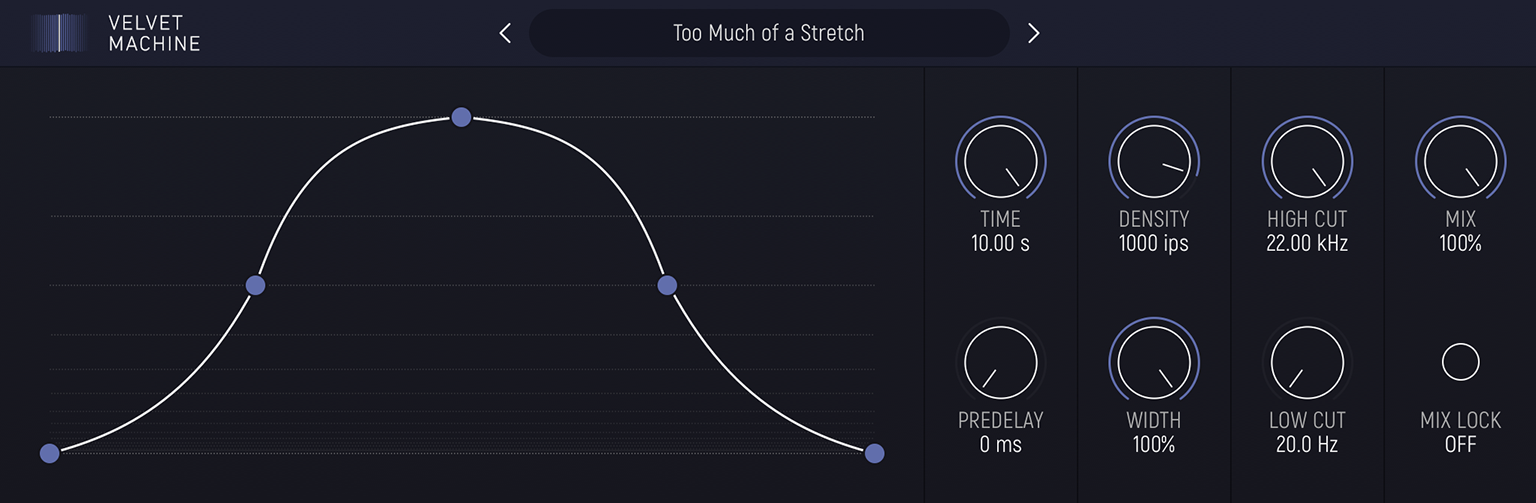 VELVET
MACHINE
Too Much of a Stretch
TIME
10.00 s
DENSITY
1000 ips
HIGH CUT
22.00 kHz
MIX
100%
PREDELAY
0 ms
WIDTH
100%
LOW CUT
20.0 Hz
MIX LOCK
OFF